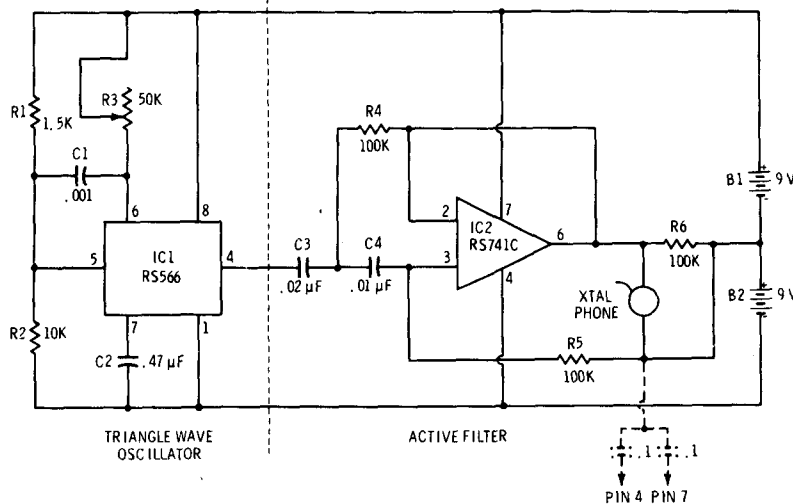 R1
1.5K
R3
50K
C1
.001
6
8
5
IC1
RS566
4
7
1
R2
10K
C2
.47 µF
C3
.02 µF
C4
.01 µF
R4
100K
2
3
7
IC2
RS741C
6
4
R6
100K
B1
9 V
B2
9 V
XTAL
PHONE
R5
100K
.1
.1
PIN 4 PIN 7
TRIANGLE WAVE
OSCILLATOR
ACTIVE FILTER